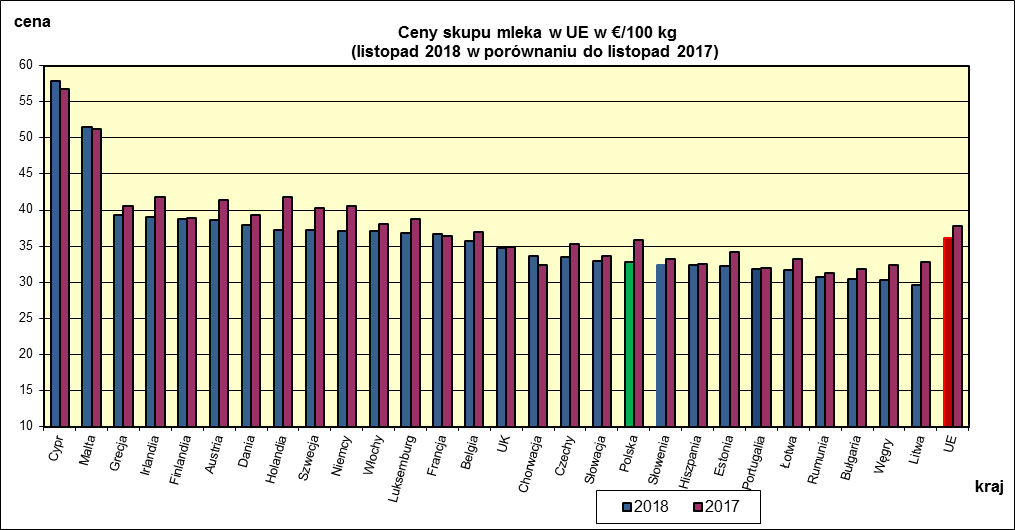 cena
Ceny skupu mleka w UE w €/100 kg
(listopad 2018 w porównaniu do listopad 2017)
60
55
50
45
40
35
30
25
20
15
10
Cypr
Malta
Grecja
Irlandia
Finlandia
Austria
Dania
Holandia
Szwecja
Niemcy
Włochy
Luksemburg
Francja
Belgia
UK
Chorwacja
Czechy
Słowacja
Polska
Słowenia
Hiszpania
Estonia
Portugalia
Łotwa
Rumunia
Bułgaria
Węgry
Litwa
UE
kraj
2018
2017